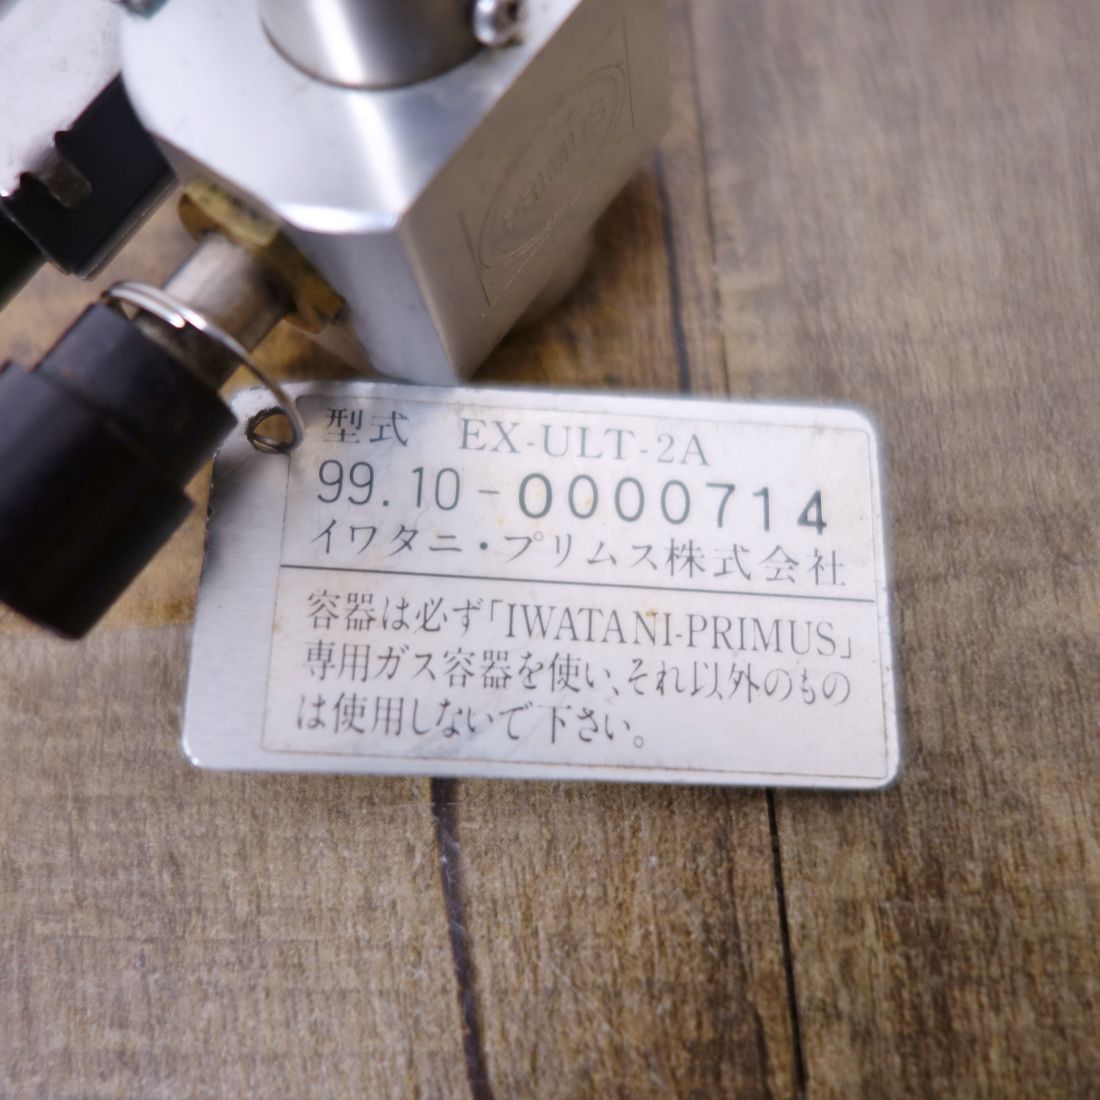 PRIMUS
型式 EX-ULT-2A
99.10-0000714
イワタニ・プリムス株式会社
容器は必ず「IWATANI-PRIMUS」
専用ガス容器を使い、それ以外のもの
は使用しないで下さい。